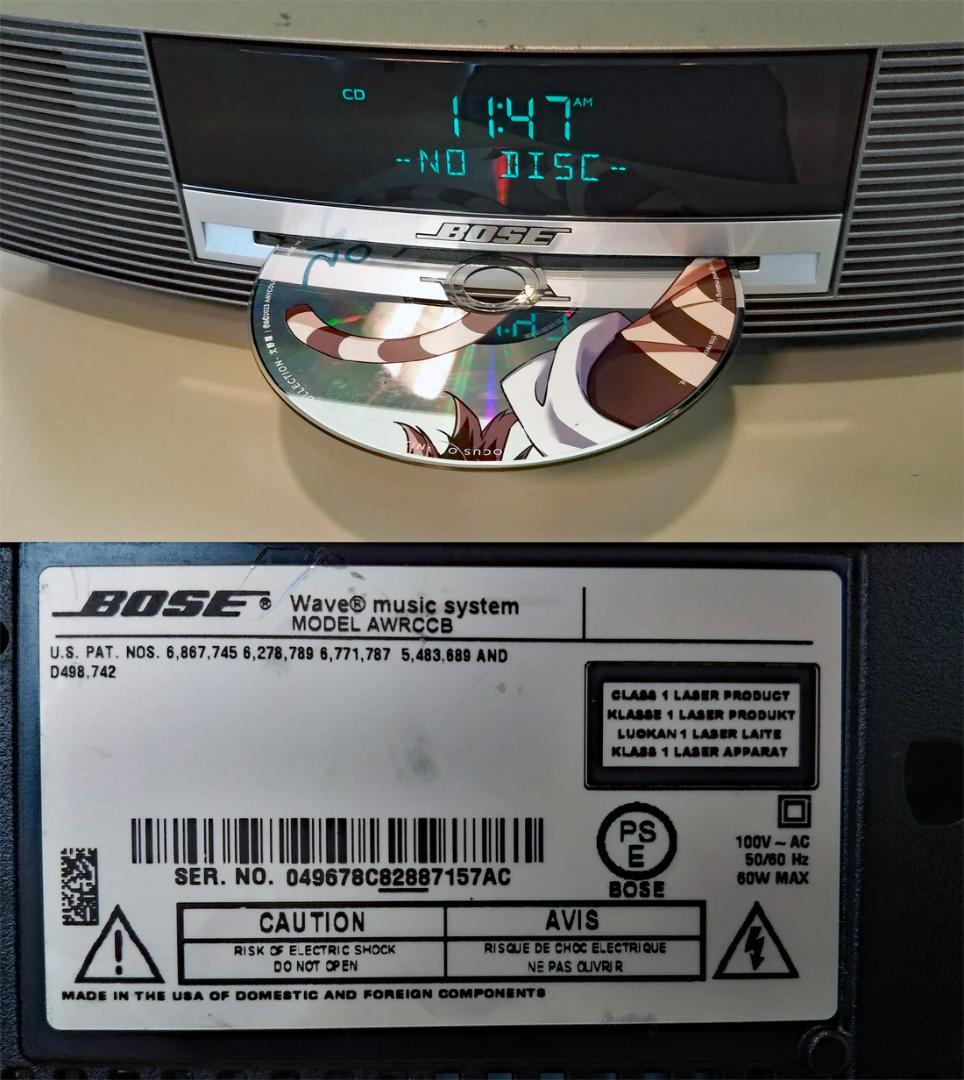 CD
11:47 AM
--NO DISC--
BOSE
BOSE® Wave® music system
MODEL AWRCCB
U.S. PAT. NOS. 6,867,745 6,278,789 6,771,787 5,483,689 AND
D498,742
CLASS 1 LASER PRODUCT
KLASSE 1 LASER PRODUKT
LUOKAN 1 LASER LAITE
KLASS 1 LASER APPARAT
PS
E
BOSE
100V ~ AC
50/60 Hz
60W MAX
SER. NO. 049678C82887157AC
CAUTION
RISK OF ELECTRIC SHOCK
DO NOT OPEN
AVIS
RISQUE DE CHOC ELECTRIQUE
NE PAS OUVRIR
MADE IN THE USA OF DOMESTIC AND FOREIGN COMPONENTS